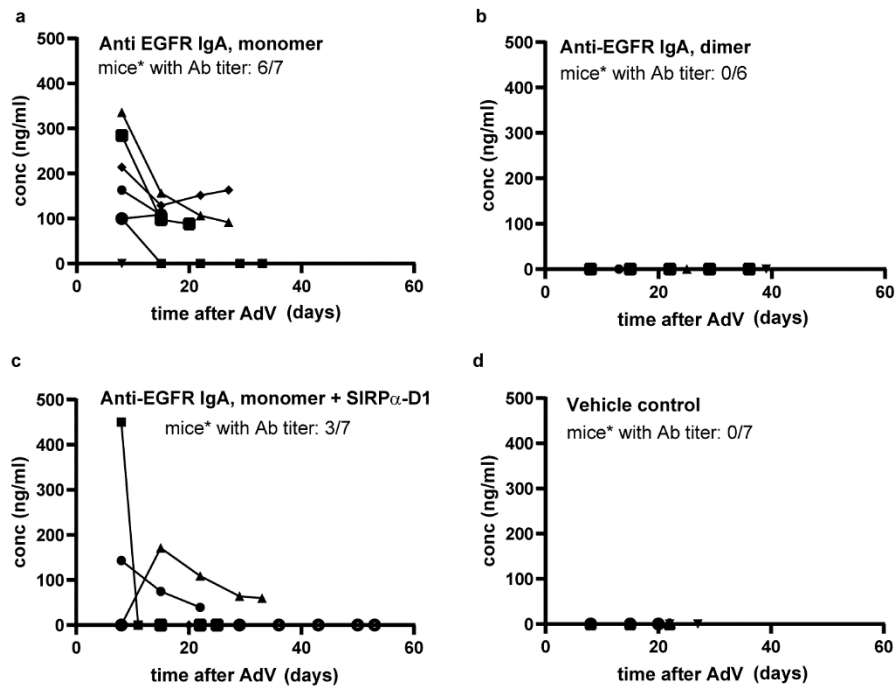 a
Anti EGFR IgA, monomer
mice* with Ab titer: 6/7
conc (ng/ml)
500
400
300
200
100
0
0 20 40 60
time after AdV (days)
b
Anti-EGFR IgA, dimer
mice* with Ab titer: 0/6
conc (ng/ml)
500
400
300
200
100
0
0 20 40 60
time after AdV (days)
c
Anti-EGFR IgA, monomer + SIRPα-D1
mice* with Ab titer: 3/7
conc (ng/ml)
500
400
300
200
100
0
0 20 40 60
time after AdV (days)
d
Vehicle control
mice* with Ab titer: 0/7
conc (ng/ml)
500
400
300
200
100
0
0 20 40 60
time after AdV (days)